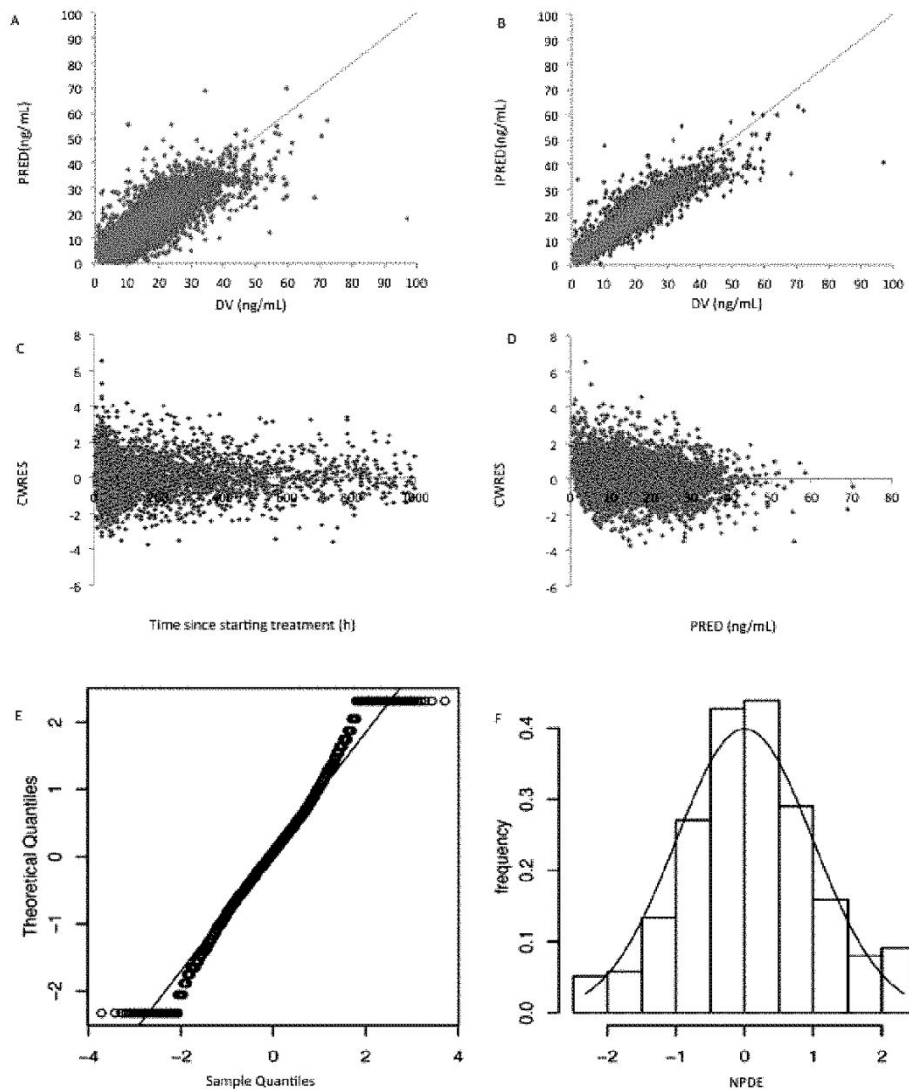 A
100
90
80
70
60
50
40
30
20
10
0
PRED(ng/mL)
0 10 20 30 40 50 60 70 80 90 100
DV (ng/mL)
B
100
90
80
70
60
50
40
30
20
10
0
IPRED(ng/mL)
0 10 20 30 40 50 60 70 80 90 100
DV (ng/mL)
C
8
6
4
2
0
-2
-4
-6
CWRES
0 200 400 600 800 1000
Time since starting treatment (h)
D
8
6
4
2
0
-2
-4
-6
CWRES
0 10 20 30 40 50 60 70 80
PRED (ng/mL)
E
2
1
0
-1
-2
Theoretical Quantiles
-4 -2 0 2 4
Sample Quantiles
F
0.4
0.3
0.2
0.1
0.0
frequency
-2 -1 0 1 2
NPDE